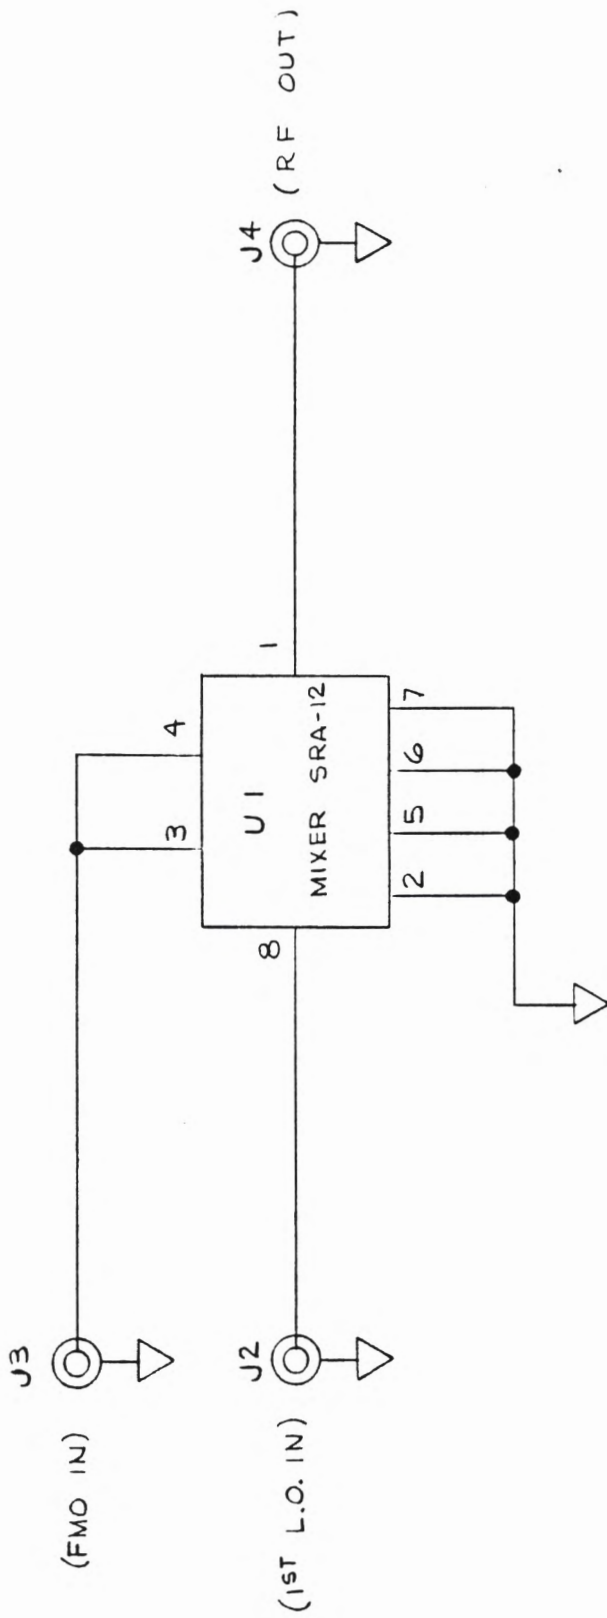 J3
(FMO IN)
J2
(1ST L.O. IN)
3
4
8
U1
MIXER SRA-12
1
2
5
6
7
J4
(RF OUT)